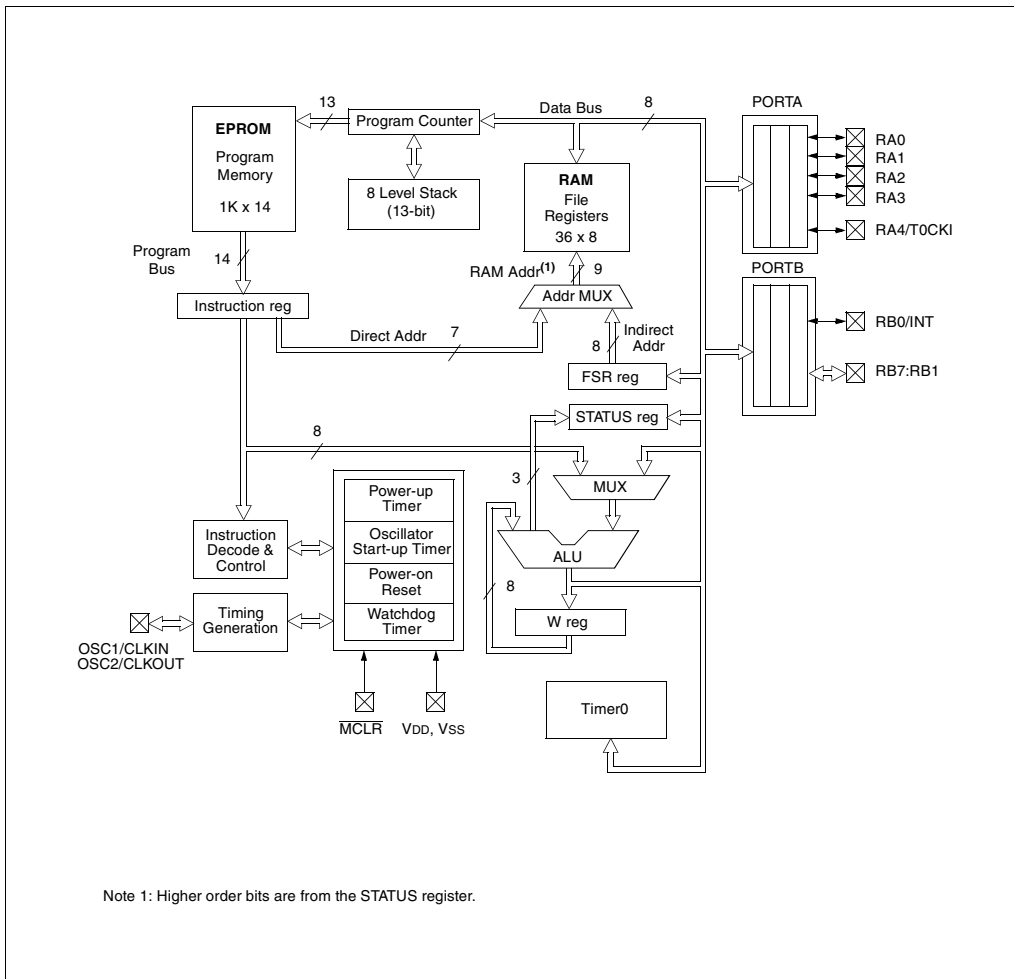 13
Data Bus
8
PORTA
EPROM
Program
Memory
1K x 14
Program Counter
8 Level Stack
(13-bit)
RAM
File
Registers
36 x 8
RA0
RA1
RA2
RA3
RA4/T0CKI
Program
Bus
14
RAM Addr(1)
9
PORTB
Instruction reg
Addr MUX
Direct Addr
7
8
Indirect
Addr
RB0/INT
FSR reg
RB7:RB1
STATUS reg
8
3
MUX
Power-up
Timer
Oscillator
Start-up Timer
Power-on
Reset
Watchdog
Timer
Instruction
Decode &
Control
ALU
8
Timing
Generation
W reg
OSC1/CLKIN
OSC2/CLKOUT
Timer0
MCLR
VDD, VSS
Note 1: Higher order bits are from the STATUS register.